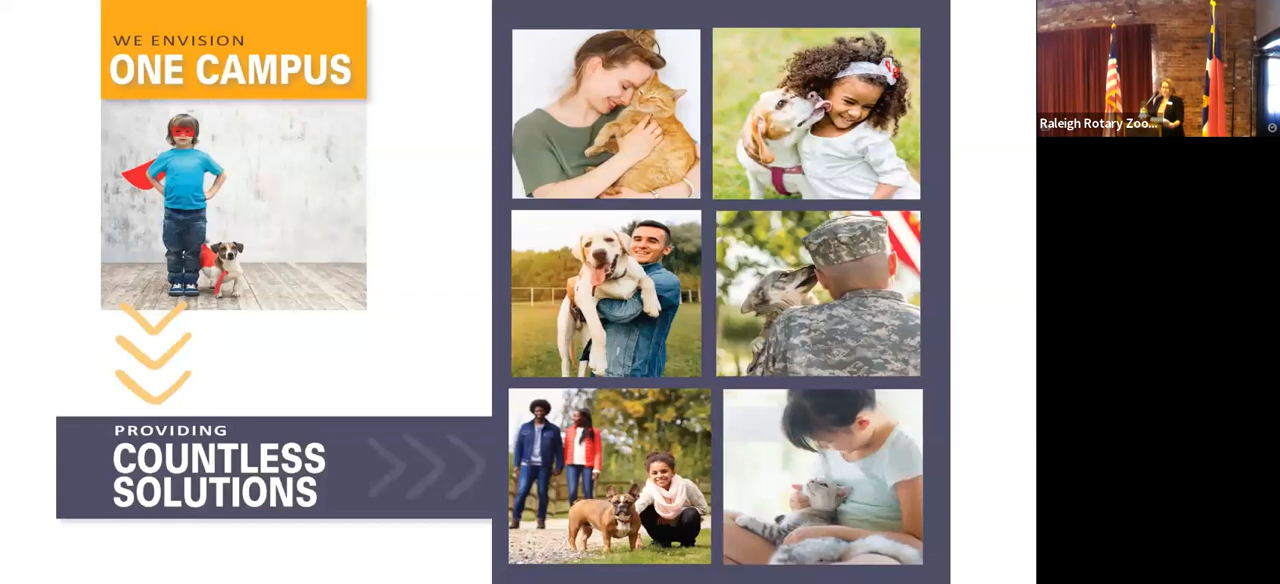 WE ENVISION
ONE CAMPUS
PROVIDING
COUNTLESS
SOLUTIONS
Raleigh Rotary Zoo...